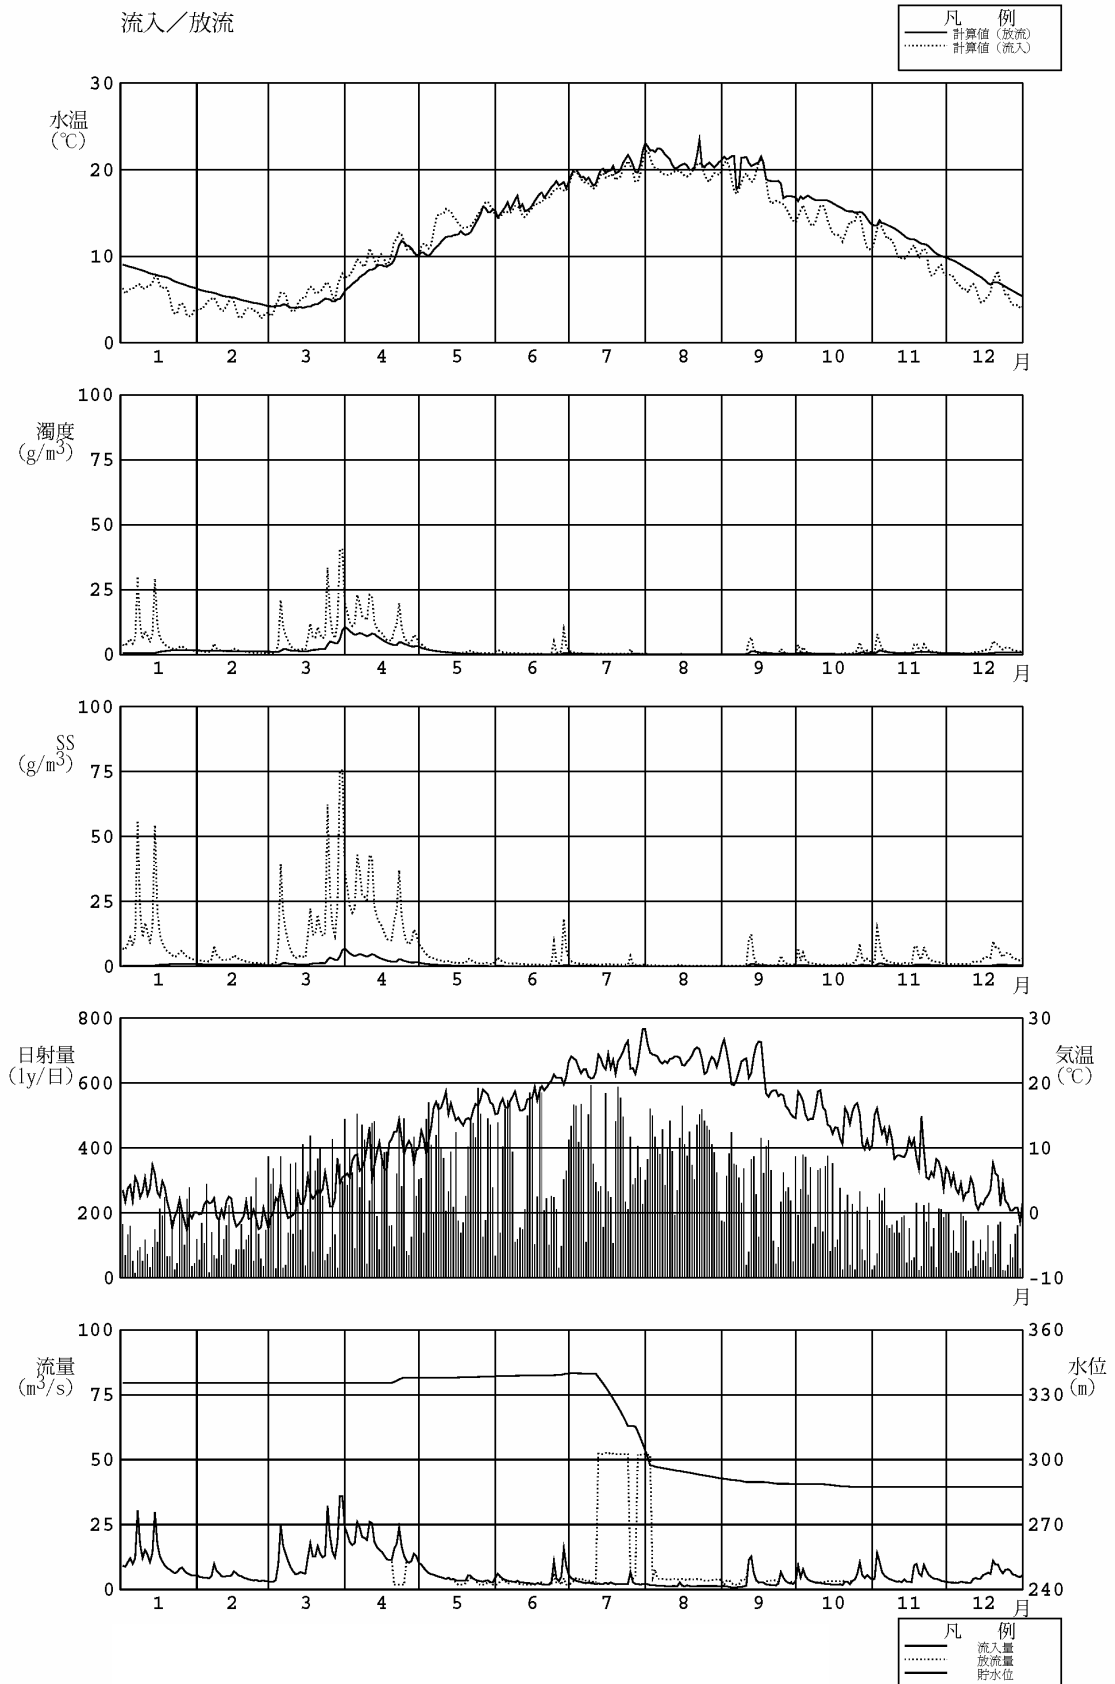 流入／放流
凡 例
計算値（放流）
計算値（流入）
30
水温
(℃)
20
10
0
1 2 3 4 5 6 7 8 9 10 11 12 月
100
濁度
(g/m3)
75
50
25
0
1 2 3 4 5 6 7 8 9 10 11 12 月
100
SS
(g/m3)
75
50
25
0
1 2 3 4 5 6 7 8 9 10 11 12 月
800 30
日射量 気温
(ly/日) (℃)
600 20
400 10
200 0
0 -10
月
100 360
流量 水位
(m3/s) (m)
75 330
50 300
25 270
0 240
1 2 3 4 5 6 7 8 9 10 11 12 月
凡 例
流入量
放流量
貯水位